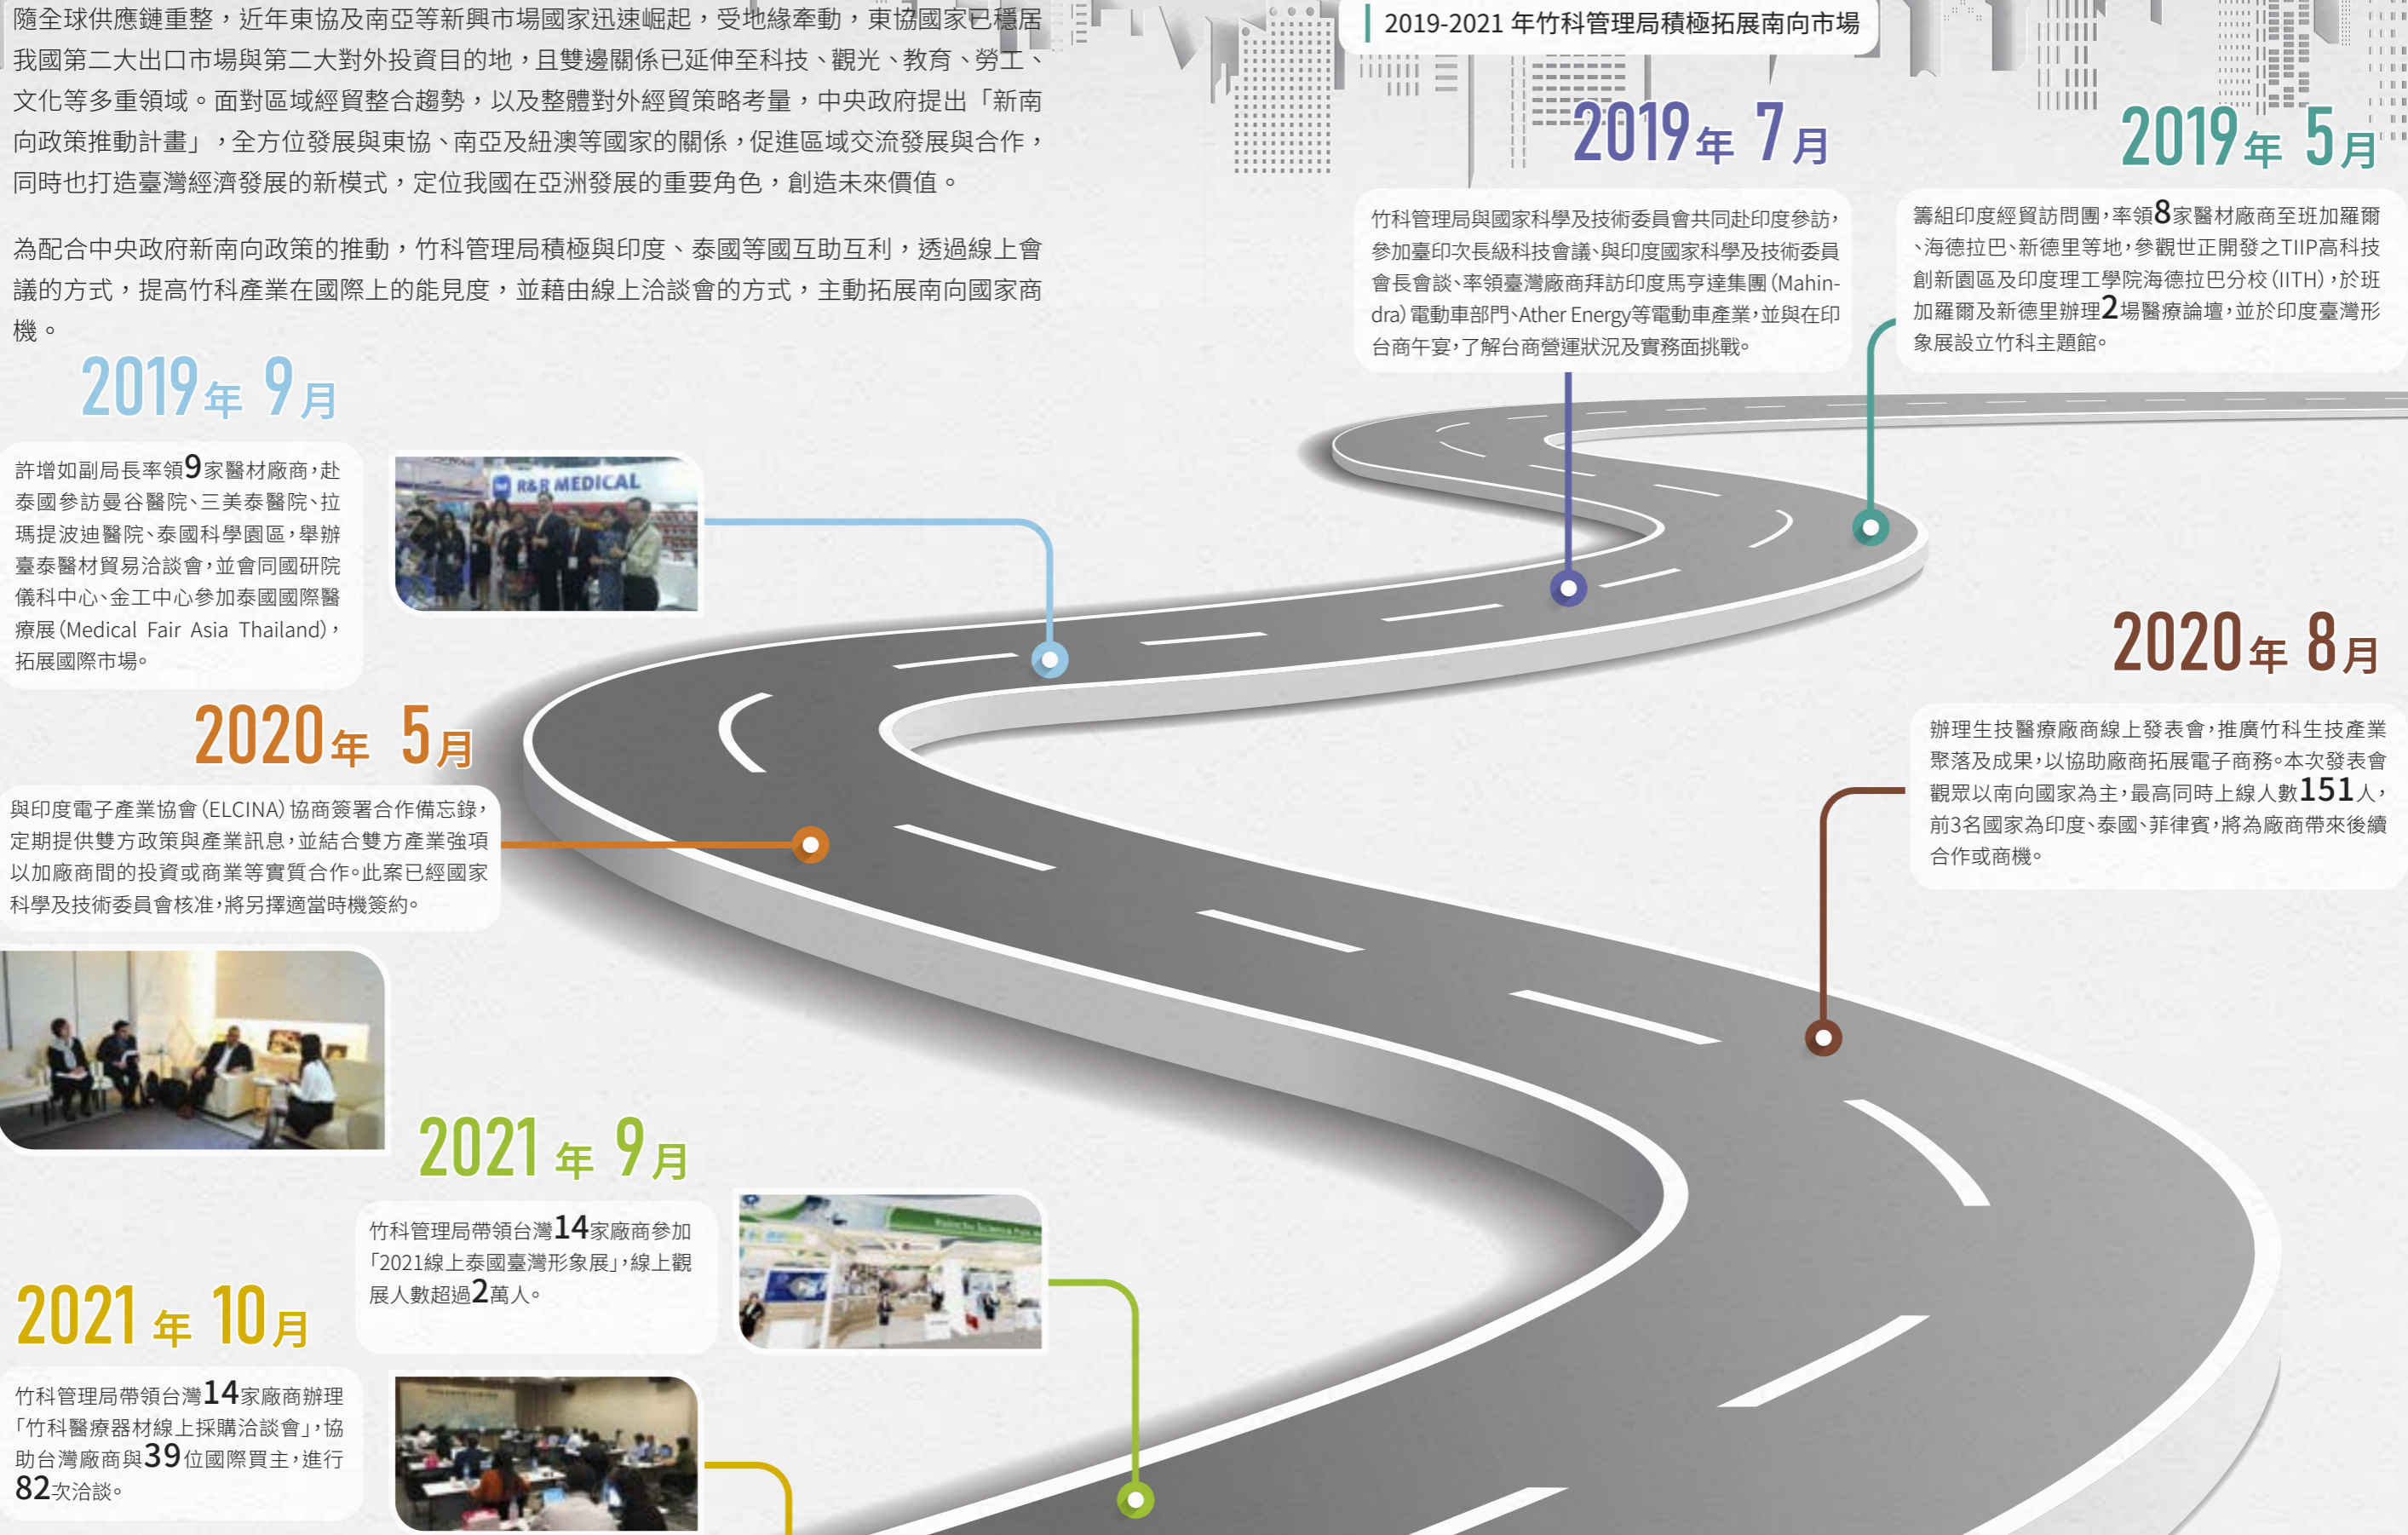 隨全球供應鏈重整，近年東協及南亞等新興市場國家迅速崛起，受地緣牽動，東協國家已穩居
我國第二大出口市場與第二大對外投資目的地，且雙邊關係已延伸至科技、觀光、教育、勞工、
文化等多重領域。面對區域經貿整合趨勢，以及整體對外經貿策略考量，中央政府提出「新南
向政策推動計畫」，全方位發展與東協、南亞及紐澳等國家的關係，促進區域交流發展與合作，
同時也打造臺灣經濟發展的新模式，定位我國在亞洲發展的重要角色，創造未來價值。
為配合中央政府新南向政策的推動，竹科管理局積極與印度、泰國等國互助互利，透過線上會
議的方式，提高竹科產業在國際上的能見度，並藉由線上洽談會的方式，主動拓展南向國家商
機。
2019-2021 年竹科管理局積極拓展南向市場
2019年 5月
籌組印度經貿訪問團，率領8家醫材廠商至班加羅爾
、海德拉巴、新德里等地，參觀世正開發之TIIP高科技
創新園區及印度理工學院海德拉巴分校（IITH），於班
加羅爾及新德里辦理2場醫療論壇，並於印度臺灣形
象展設立竹科主題館。
2019年 7月
竹科管理局與國家科學及技術委員會共同赴印度參訪，
參加臺印次長級科技會議、與印度國家科學及技術委員
會長會談、率領臺灣廠商拜訪印度馬亨達集團（Mahin-
dra）電動車部門、Ather Energy等電動車產業，並與在印
台商午宴，了解台商營運狀況及實務面挑戰。
2019年 9月
許增如副局長率領9家醫材廠商，赴
泰國參訪曼谷醫院、三美泰醫院、拉
瑪提波迪醫院、泰國科學園區，舉辦
臺泰醫材貿易洽談會，並會同國研院
儀科中心、金工中心參加泰國國際醫
療展（Medical Fair Asia Thailand），
拓展國際市場。
R&R MEDICAL
2020年 5月
與印度電子產業協會（ELCINA）協商簽署合作備忘錄，
定期提供雙方政策與產業訊息，並結合雙方產業強項
以加廠商間的投資或商業等實質合作。此案已經國家
科學及技術委員會核准，將另擇適當時機簽約。
2020年 8月
辦理生技醫療廠商線上發表會，推廣竹科生技產業
聚落及成果，以協助廠商拓展電子商務。本次發表會
觀眾以南向國家為主，最高同時上線人數151人，
前3名國家為印度、泰國、菲律賓，將為廠商帶來後續
合作或商機。
2021 年 9月
竹科管理局帶領台灣14家廠商參加
「2021線上泰國臺灣形象展」，線上觀
展人數超過2萬人。
2021 年 10月
竹科管理局帶領台灣14家廠商辦理
「竹科醫療器材線上採購洽談會」，協
助台灣廠商與39位國際買主，進行
82次洽談。